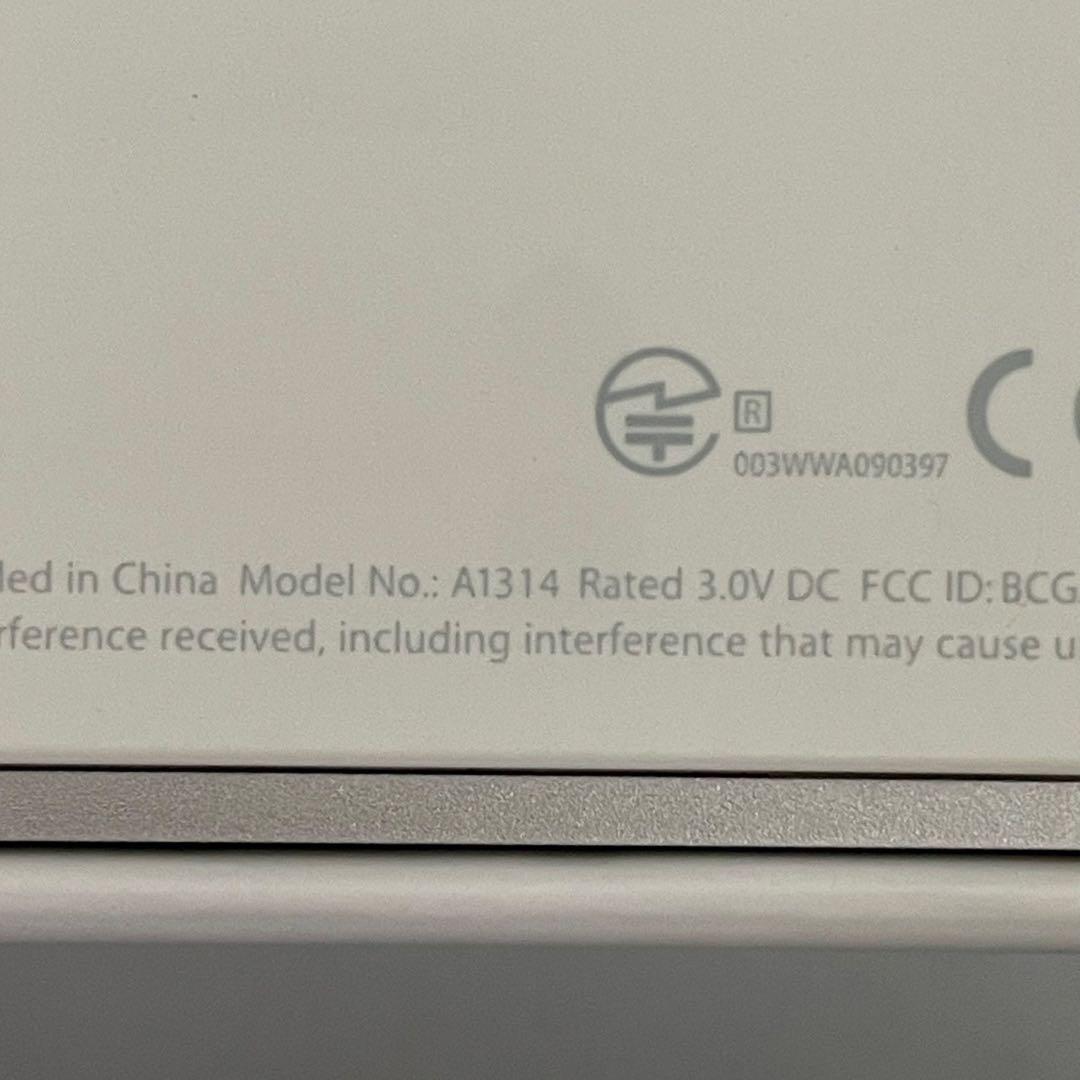 R
003WWA090397
CE
led in China Model No.: A1314 Rated 3.0V DC FCC ID: BCG
rference received, including interference that may cause u